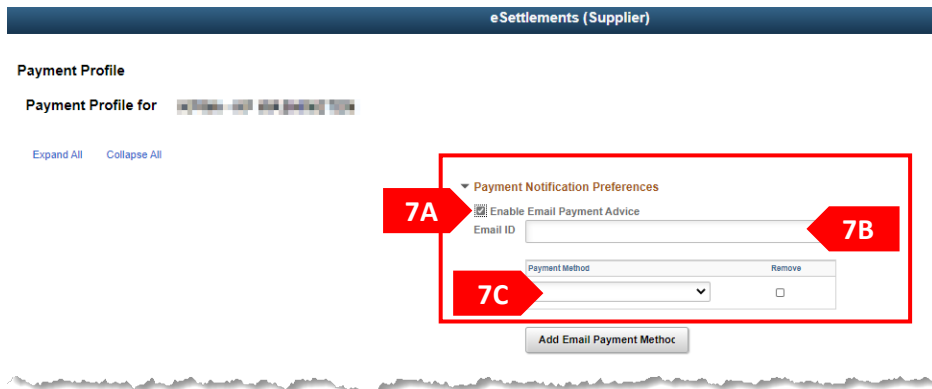 eSettlements (Supplier)
Payment Profile
Payment Profile for
Expand All Collapse All
Payment Notification Preferences
7A
Enable Email Payment Advice
Email ID
7B
Payment Method Remove
7C
Add Email Payment Methoc